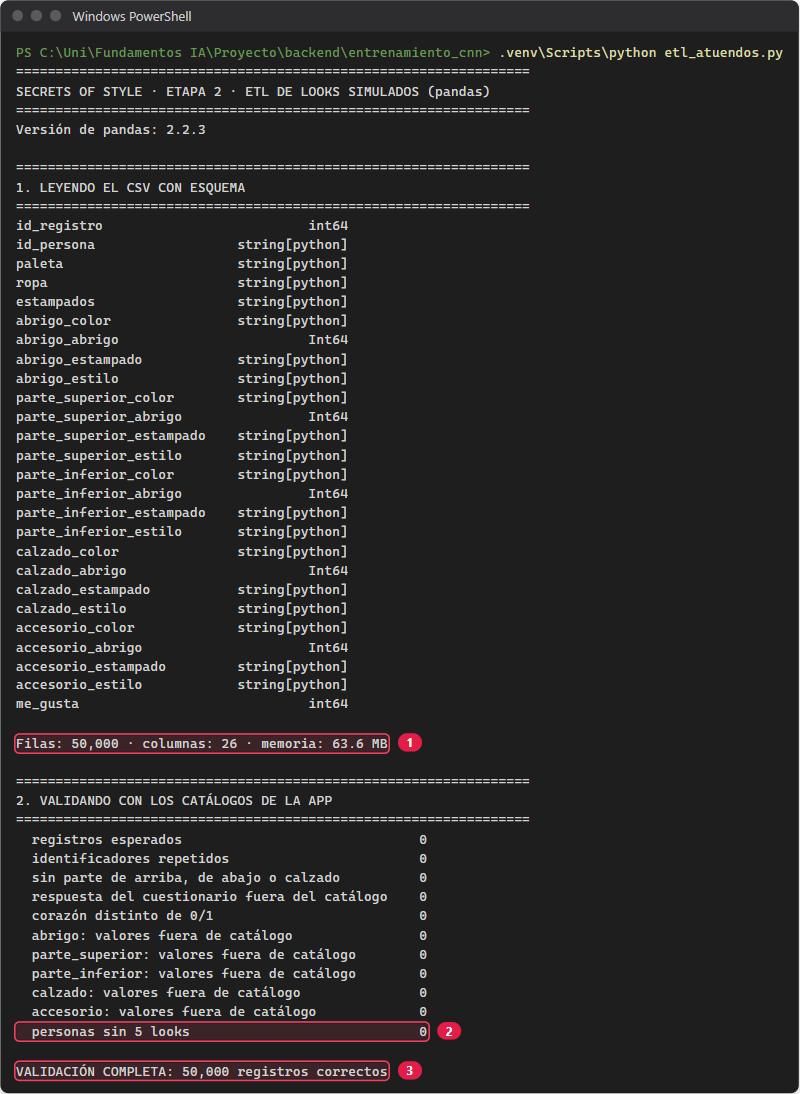 Windows PowerShell
PS C:\Uni\Fundamentos IA\Proyecto\backend\entrenamiento_cnn> .venv\Scripts\python etl_atuendos.py
=================================================================
SECRETS OF STYLE · ETAPA 2 · ETL DE LOOKS SIMULADOS (pandas)
=================================================================
Versión de pandas: 2.2.3
=================================================================
1. LEYENDO EL CSV CON ESQUEMA
=================================================================
id_registro int64
id_persona string[python]
paleta string[python]
ropa string[python]
estampados string[python]
abrigo_color string[python]
abrigo_abrigo Int64
abrigo_estampado string[python]
abrigo_estilo string[python]
parte_superior_color string[python]
parte_superior_abrigo Int64
parte_superior_estampado string[python]
parte_superior_estilo string[python]
parte_inferior_color string[python]
parte_inferior_abrigo Int64
parte_inferior_estampado string[python]
parte_inferior_estilo string[python]
calzado_color string[python]
calzado_abrigo Int64
calzado_estampado string[python]
calzado_estilo string[python]
accesorio_color string[python]
accesorio_abrigo Int64
accesorio_estampado string[python]
accesorio_estilo string[python]
me_gusta int64
Filas: 50,000 · columnas: 26 · memoria: 63.6 MB 1
=================================================================
2. VALIDANDO CON LOS CATÁLOGOS DE LA APP
=================================================================
registros esperados 0
identificadores repetidos 0
sin parte de arriba, de abajo o calzado 0
respuesta del cuestionario fuera del catálogo 0
corazón distinto de 0/1 0
abrigo: valores fuera de catálogo 0
parte_superior: valores fuera de catálogo 0
parte_inferior: valores fuera de catálogo 0
calzado: valores fuera de catálogo 0
accesorio: valores fuera de catálogo 0
personas sin 5 looks 0 2
VALIDACIÓN COMPLETA: 50,000 registros correctos 3